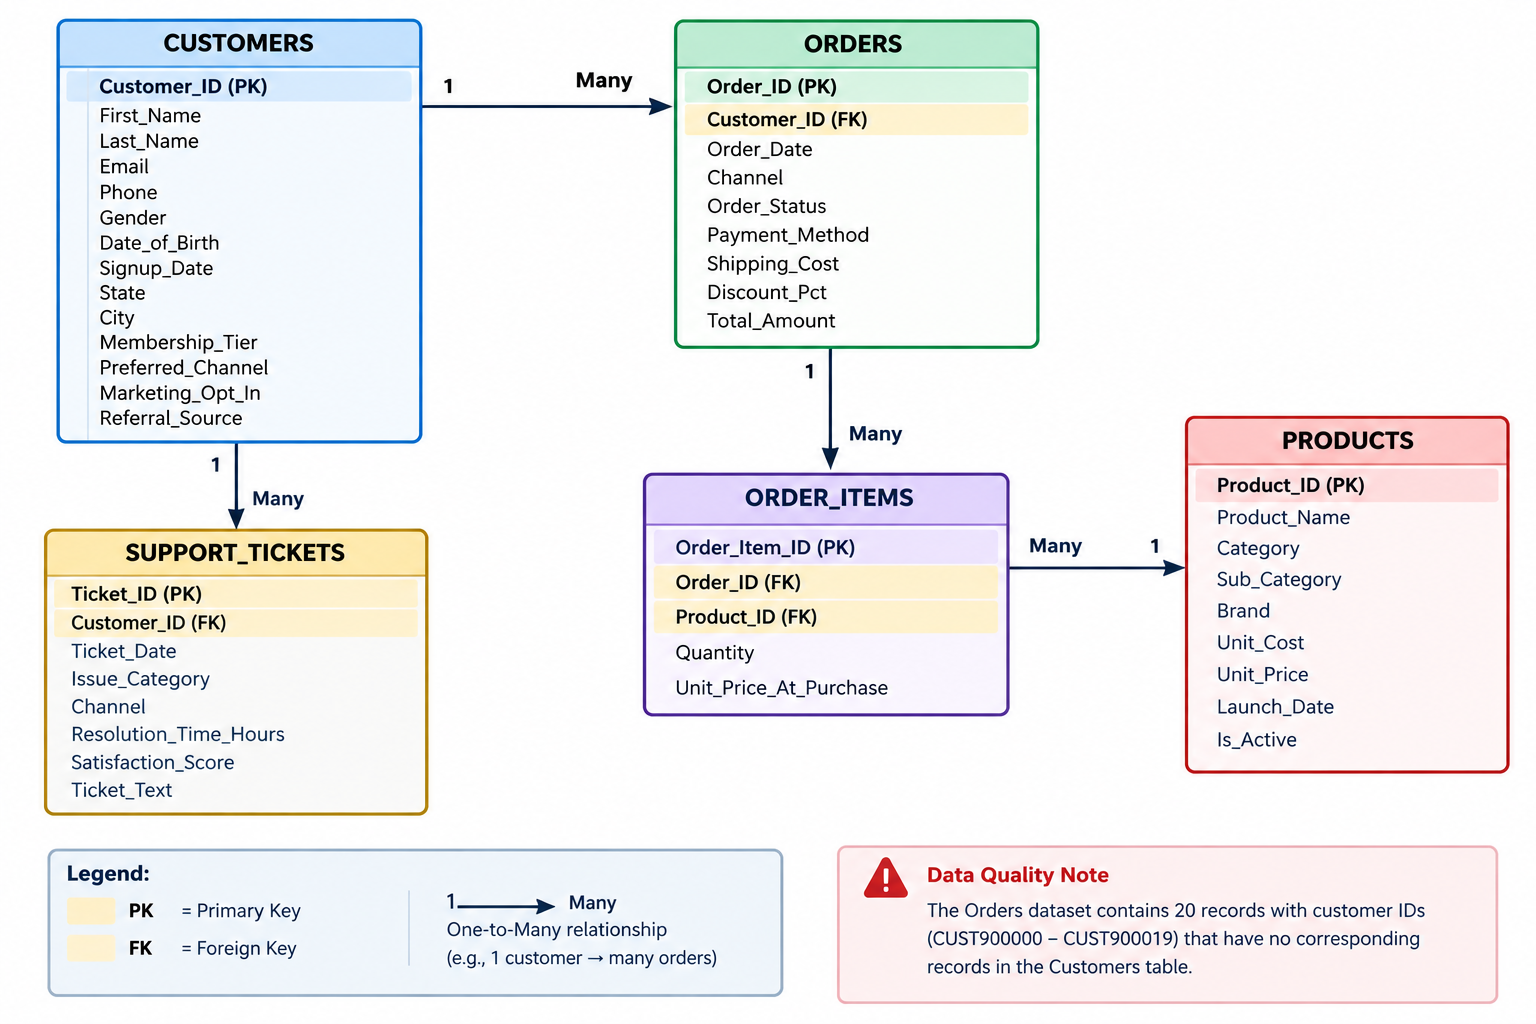 CUSTOMERS
Customer_ID (PK)
First_Name
Last_Name
Email
Phone
Gender
Date_of_Birth
Signup_Date
State
City
Membership_Tier
Preferred_Channel
Marketing_Opt_In
Referral_Source
1
Many
ORDERS
Order_ID (PK)
Customer_ID (FK)
Order_Date
Channel
Order_Status
Payment_Method
Shipping_Cost
Discount_Pct
Total_Amount
1
Many
SUPPORT_TICKETS
Ticket_ID (PK)
Customer_ID (FK)
Ticket_Date
Issue_Category
Channel
Resolution_Time_Hours
Satisfaction_Score
Ticket_Text
1
Many
ORDER_ITEMS
Order_Item_ID (PK)
Order_ID (FK)
Product_ID (FK)
Quantity
Unit_Price_At_Purchase
Many
1
PRODUCTS
Product_ID (PK)
Product_Name
Category
Sub_Category
Brand
Unit_Cost
Unit_Price
Launch_Date
Is_Active
Legend:
PK = Primary Key
FK = Foreign Key
1 Many
One-to-Many relationship
(e.g., 1 customer → many orders)
Data Quality Note
The Orders dataset contains 20 records with customer IDs
(CUST900000 – CUST900019) that have no corresponding
records in the Customers table.